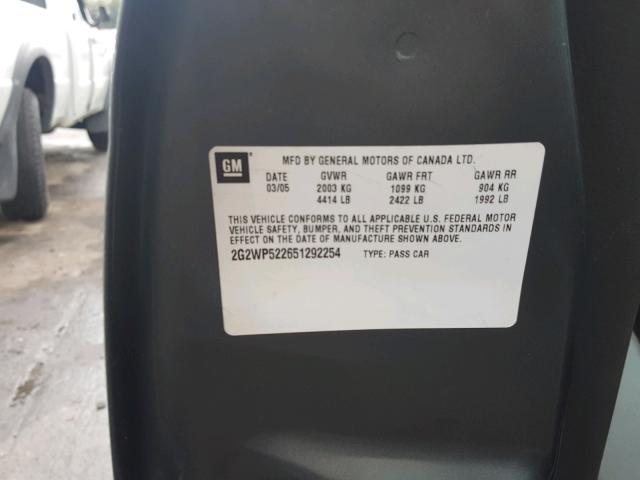 GM
MFD BY GENERAL MOTORS OF CANADA LTD.
DATE GVWR GAWR FRT GAWR RR
03/05 2003 KG 1099 KG 904 KG
4414 LB 2422 LB 1992 LB
THIS VEHICLE CONFORMS TO ALL APPLICABLE U.S. FEDERAL MOTOR
VEHICLE SAFETY, BUMPER, AND THEFT PREVENTION STANDARDS
IN EFFECT ON THE DATE OF MANUFACTURE SHOWN ABOVE.
2G2WP522651292254 TYPE: PASS CAR